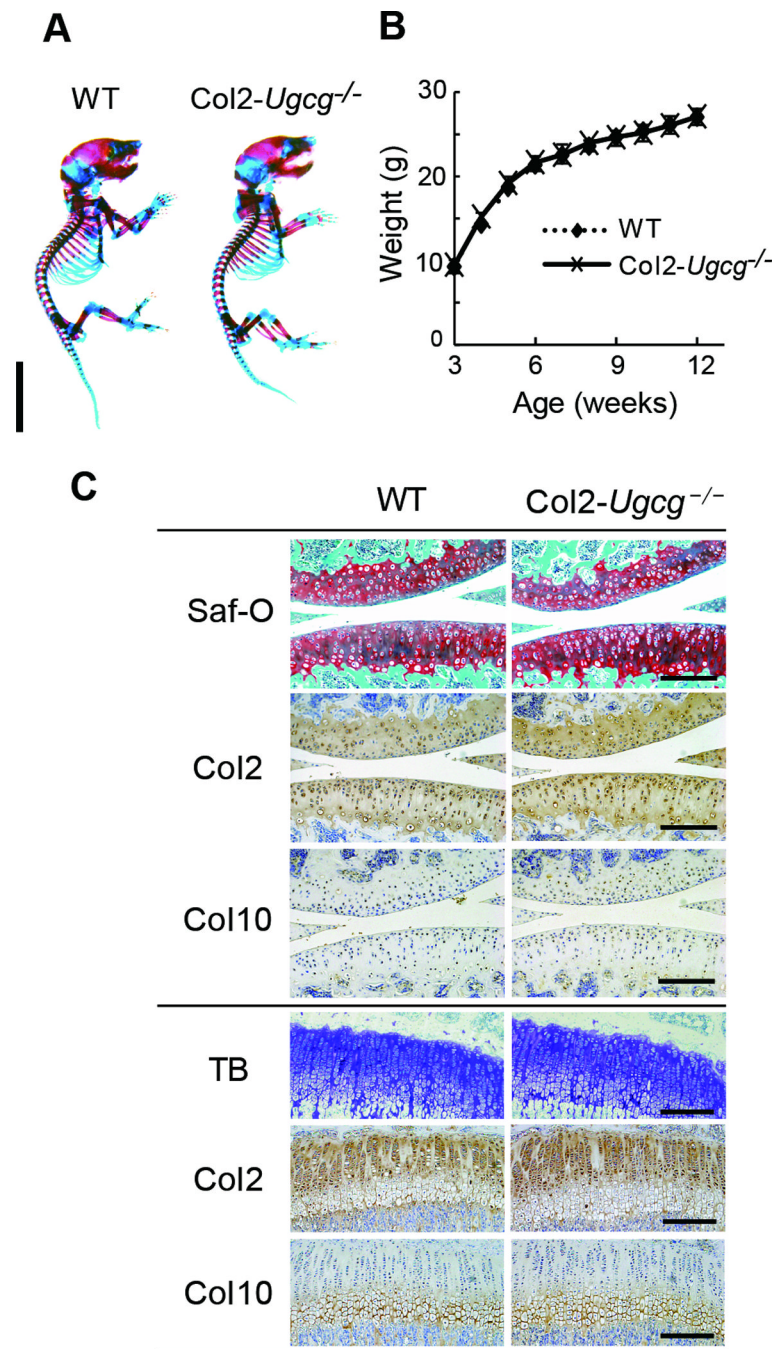 A
WT Col2-Ugcg-/-
B
30
20
10
0
Weight (g)
WT
Col2-Ugcg-/-
3 6 9 12
Age (weeks)
C
WT Col2-Ugcg -/-
Saf-O
Col2
Col10
TB
Col2
Col10